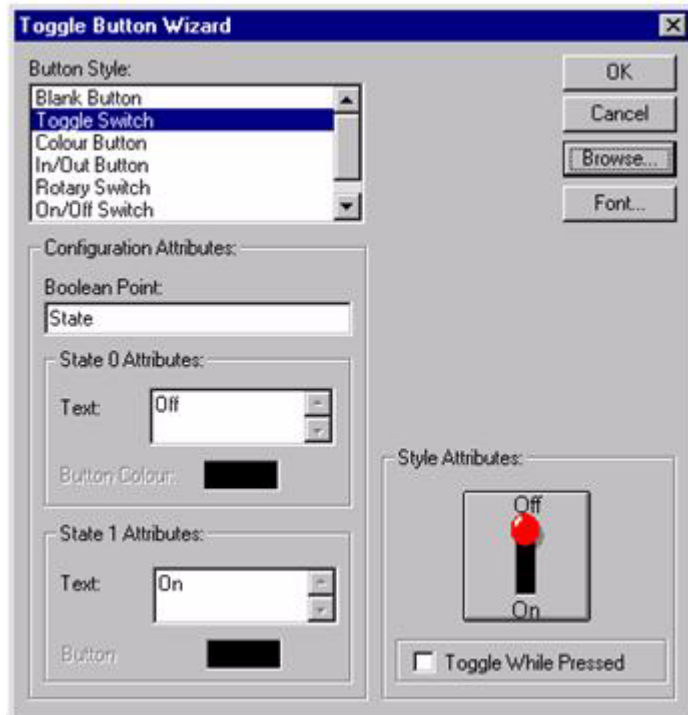 Toggle Button Wizard
Button Style:
Blank Button
Toggle Switch
Colour Button
In/Out Button
Rotary Switch
On/Off Switch
OK
Cancel
Browse...
Font...
Configuration Attributes:
Boolean Point:
State
State 0 Attributes:
Text:
Off
Button Colour:
State 1 Attributes:
Text:
On
Button
Style Attributes:
Off
On
Toggle While Pressed